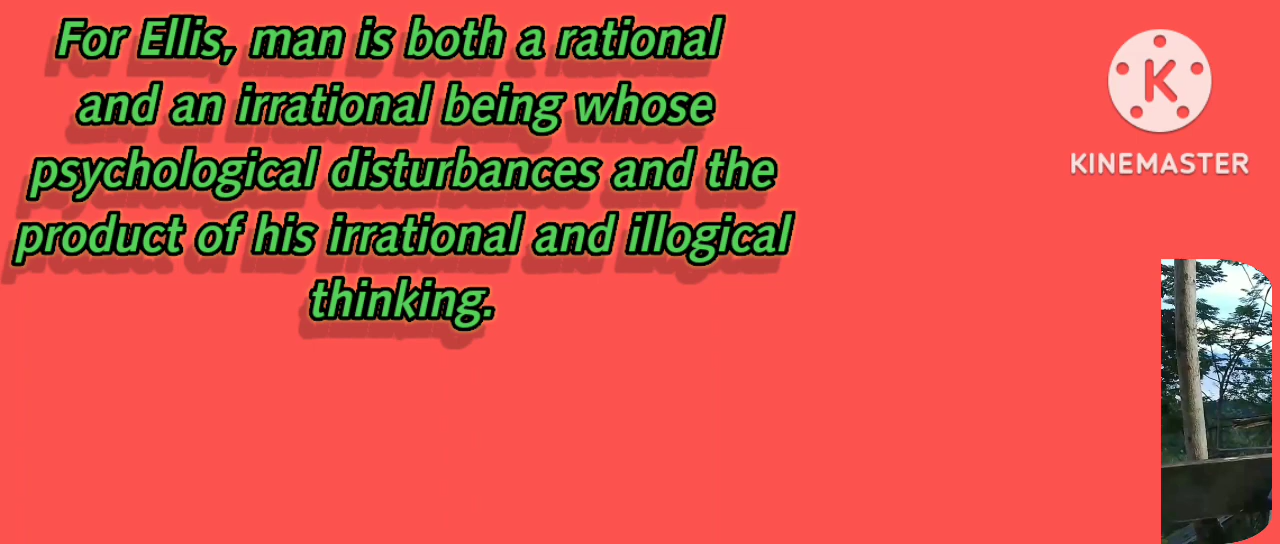 For Ellis, man is both a rational
and an irrational being whose
psychological disturbances and the
product of his irrational and illogical
thinking.
K
KINEMASTER